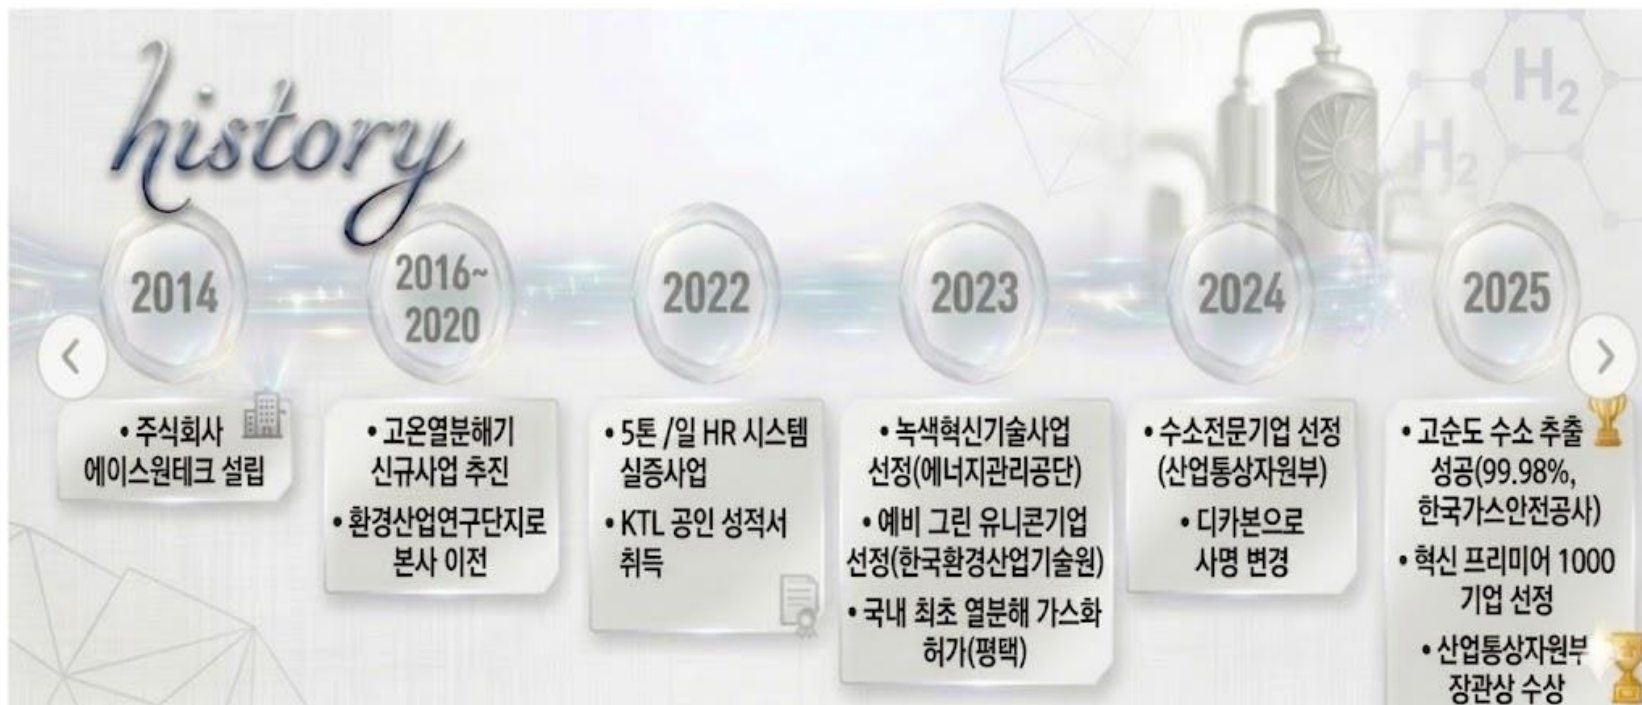 history
2014
• 주식회사
에이스원테크 설립
2016~
2020
• 고온열분해기
신규사업 추진
• 환경산업연구단지로
본사 이전
2022
• 5톤 /일 HR 시스템
실증사업
• KTL 공인 성적서
취득
2023
• 녹색혁신기술사업
선정(에너지관리공단)
• 예비 그린 유니콘기업
선정(한국환경산업기술원)
• 국내 최초 열분해 가스화
허가(평택)
2024
• 수소전문기업 선정
(산업통상자원부)
• 디카본으로
사명 변경
2025
• 고순도 수소 추출
성공(99.98%,
한국가스안전공사)
• 혁신 프리미어 1000
기업 선정
• 산업통상자원부
장관상 수상
H2
H2